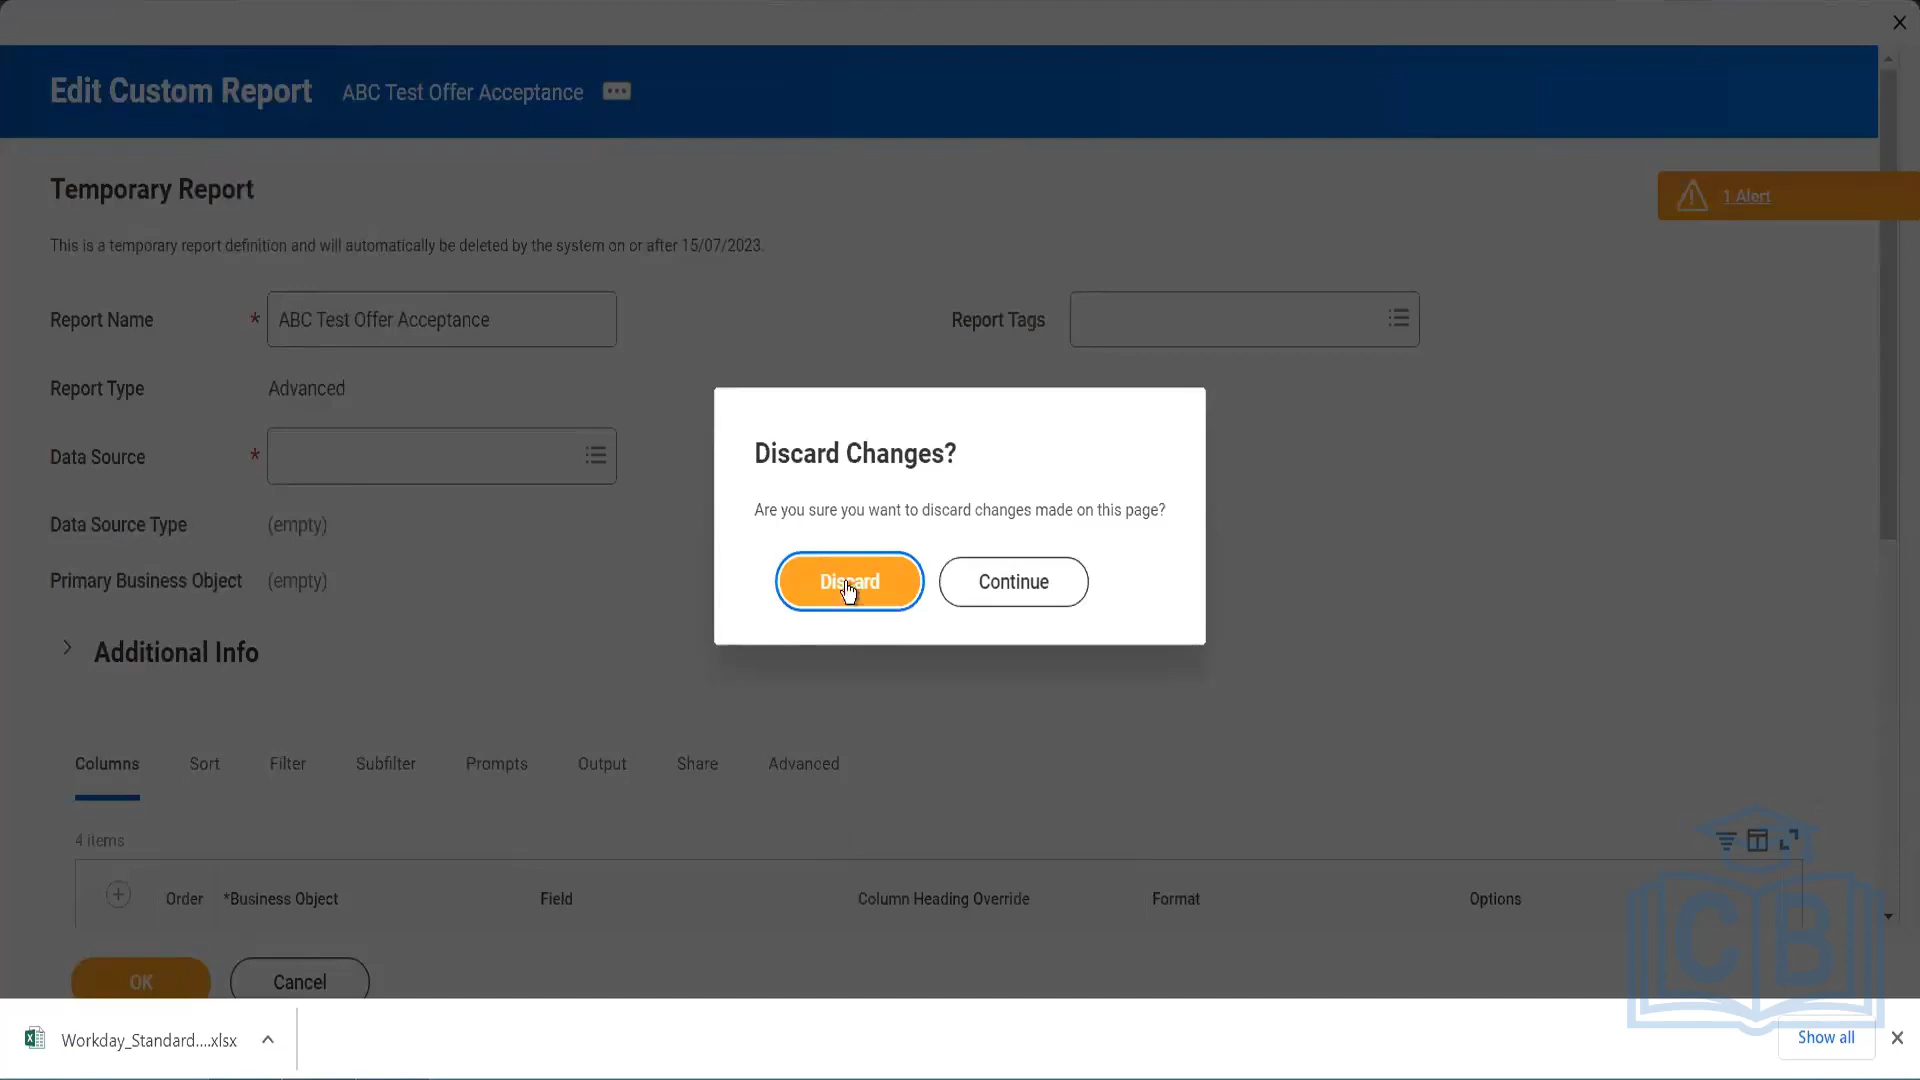 Edit Custom Report ABC Test Offer Acceptance
Temporary Report
1 Alert
This is a temporary report definition and will automatically be deleted by the system on or after 15/07/2023.
Report Name * ABC Test Offer Acceptance Report Tags
Report Type Advanced
Data Source *
Data Source Type (empty)
Primary Business Object (empty)
Discard Changes?
Are you sure you want to discard changes made on this page?
Discard Continue
Additional Info
Columns Sort Filter Subfilter Prompts Output Share Advanced
4 items
Order *Business Object Field Column Heading Override Format Options
OK Cancel
CB
Workday_Standard....xlsx Show all